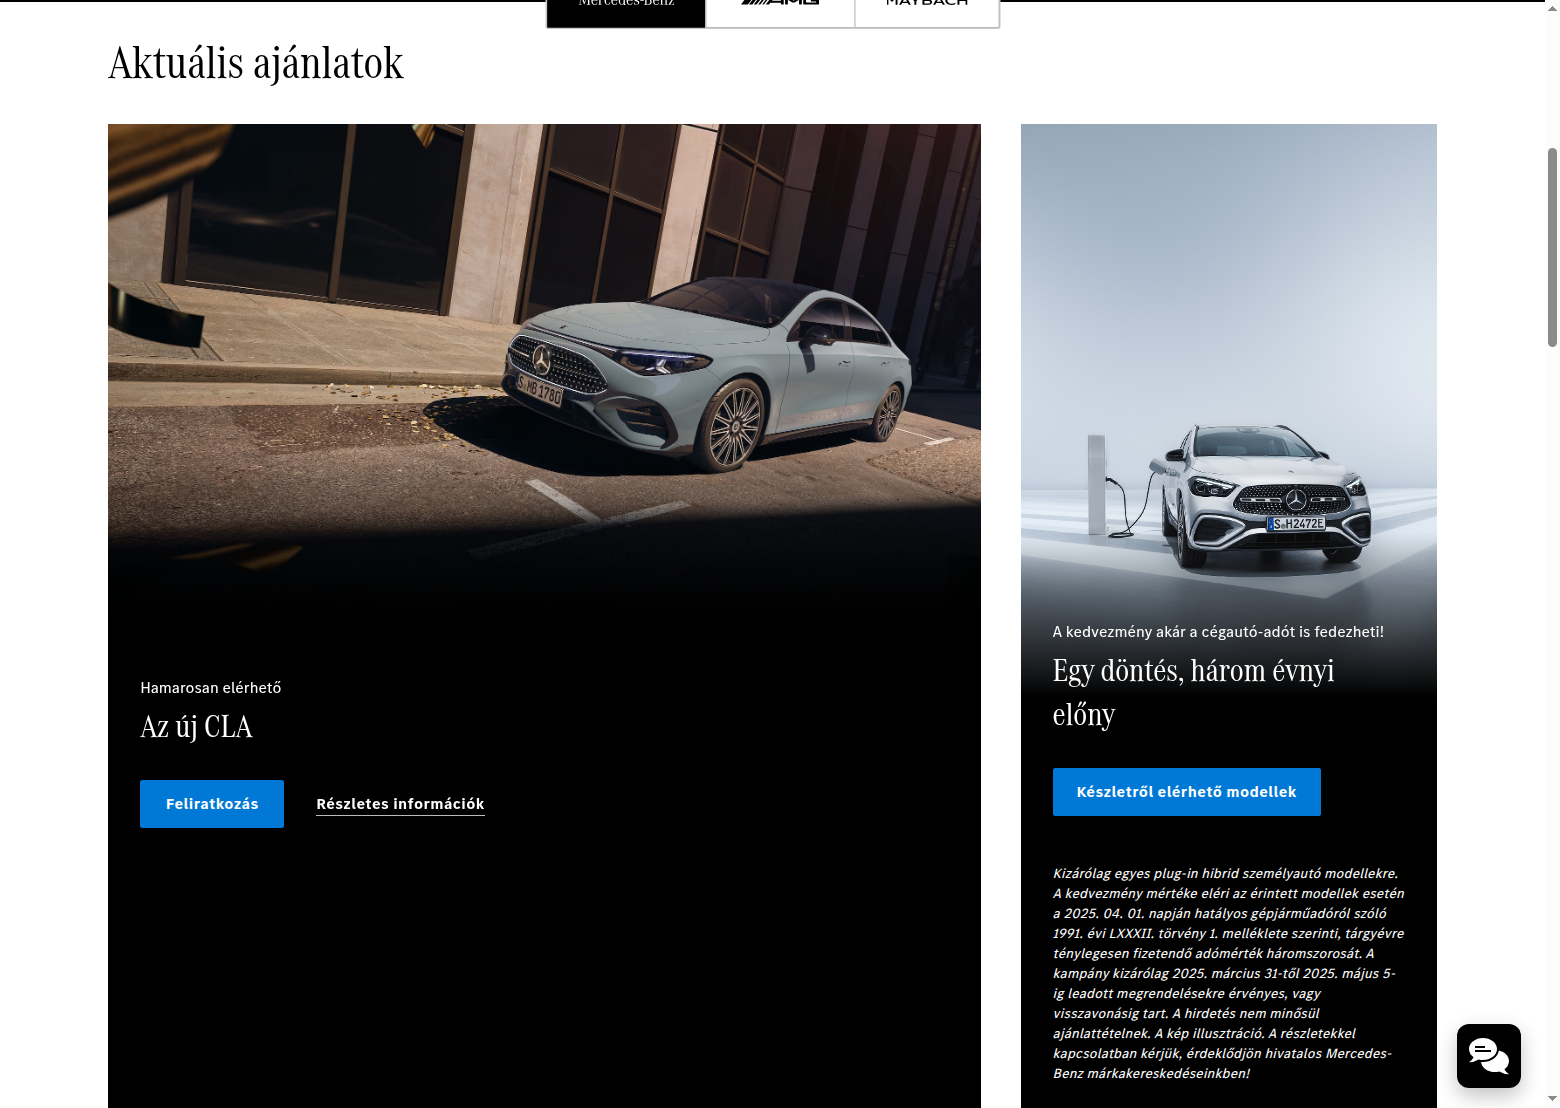 Mercedes-Benz
AMG
MAYBACH
Aktuális ajánlatok
S MB 1780
S H2472E
Hamarosan elérhető
Az új CLA
Feliratkozás
Részletes információk
A kedvezmény akár a cégautó-adót is fedezheti!
Egy döntés, három évnyi
előny
Készletről elérhető modellek
Kizárólag egyes plug-in hibrid személyautó modellekre.
A kedvezmény mértéke eléri az érintett modellek esetén
a 2025. 04. 01. napján hatályos gépjárműadóról szóló
1991. évi LXXXII. törvény 1. melléklete szerinti, tárgyévre
ténylegesen fizetendő adómérték háromszorosát. A
kampány kizárólag 2025. március 31-től 2025. május 5-
ig leadott megrendelésekre érvényes, vagy
visszavonásig tart. A hirdetés nem minősül
ajánlattételnek. A kép illusztráció. A részletekkel
kapcsolatban kérjük, érdeklődjön hivatalos Mercedes-
Benz márkakereskedéseinkben!